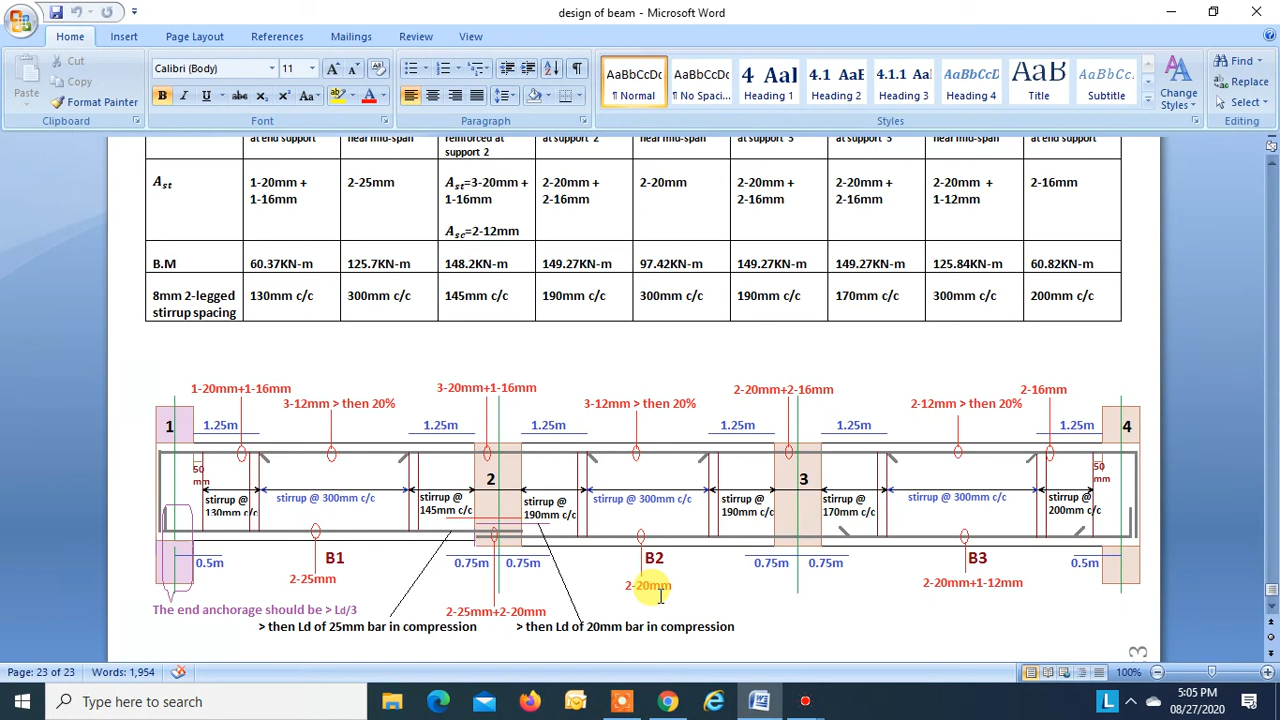 design of beam - Microsoft Word
Home Insert Page Layout References Mailings Review View
Paste
Cut
Copy
Format Painter
Clipboard
Calibri (Body) 11
Font
Paragraph
AaBbCcDc AaBbCcDc 4 AaI 4.1 AaB 4.1.1 AaB AaBbCcD AaB AaBbCcL
¶ Normal ¶ No Spaci... Heading 1 Heading 2 Heading 3 Heading 4 Title Subtitle
Change Styles
Styles
Find
Replace
Select
Editing
at end support near mid-span reinforced at support 2 at support 2 near mid-span at support 3 at support 3 near mid-span at end support
Ast 1-20mm + 1-16mm 2-25mm Ast=3-20mm + 1-16mm Asc=2-12mm 2-20mm + 2-16mm 2-20mm 2-20mm + 2-16mm 2-20mm + 2-16mm 2-20mm + 1-12mm 2-16mm
B.M 60.37KN-m 125.7KN-m 148.2KN-m 149.27KN-m 97.42KN-m 149.27KN-m 149.27KN-m 125.84KN-m 60.82KN-m
8mm 2-legged stirrup spacing 130mm c/c 300mm c/c 145mm c/c 190mm c/c 300mm c/c 190mm c/c 170mm c/c 300mm c/c 200mm c/c
1-20mm+1-16mm 3-20mm+1-16mm 2-20mm+2-16mm 2-16mm
3-12mm > then 20% 3-12mm > then 20% 2-12mm > then 20%
1 1.25m 1.25m 1.25m 1.25m 1.25m 1.25m 4
50 mm 2 3 50 mm
stirrup @ 130mm c/c stirrup @ 300mm c/c stirrup @ 145mm c/c stirrup @ 190mm c/c stirrup @ 300mm c/c stirrup @ 190mm c/c stirrup @ 170mm c/c stirrup @ 300mm c/c stirrup @ 200mm c/c
0.5m B1 0.75m 0.75m B2 0.75m 0.75m B3 0.5m
2-25mm 2-20mm 2-20mm+1-12mm
The end anchorage should be > Ld/3 2-25mm+2-20mm
> then Ld of 25mm bar in compression > then Ld of 20mm bar in compression
3
Page: 23 of 23 Words: 1,954 100%
Type here to search
5:05 PM
08/27/2020